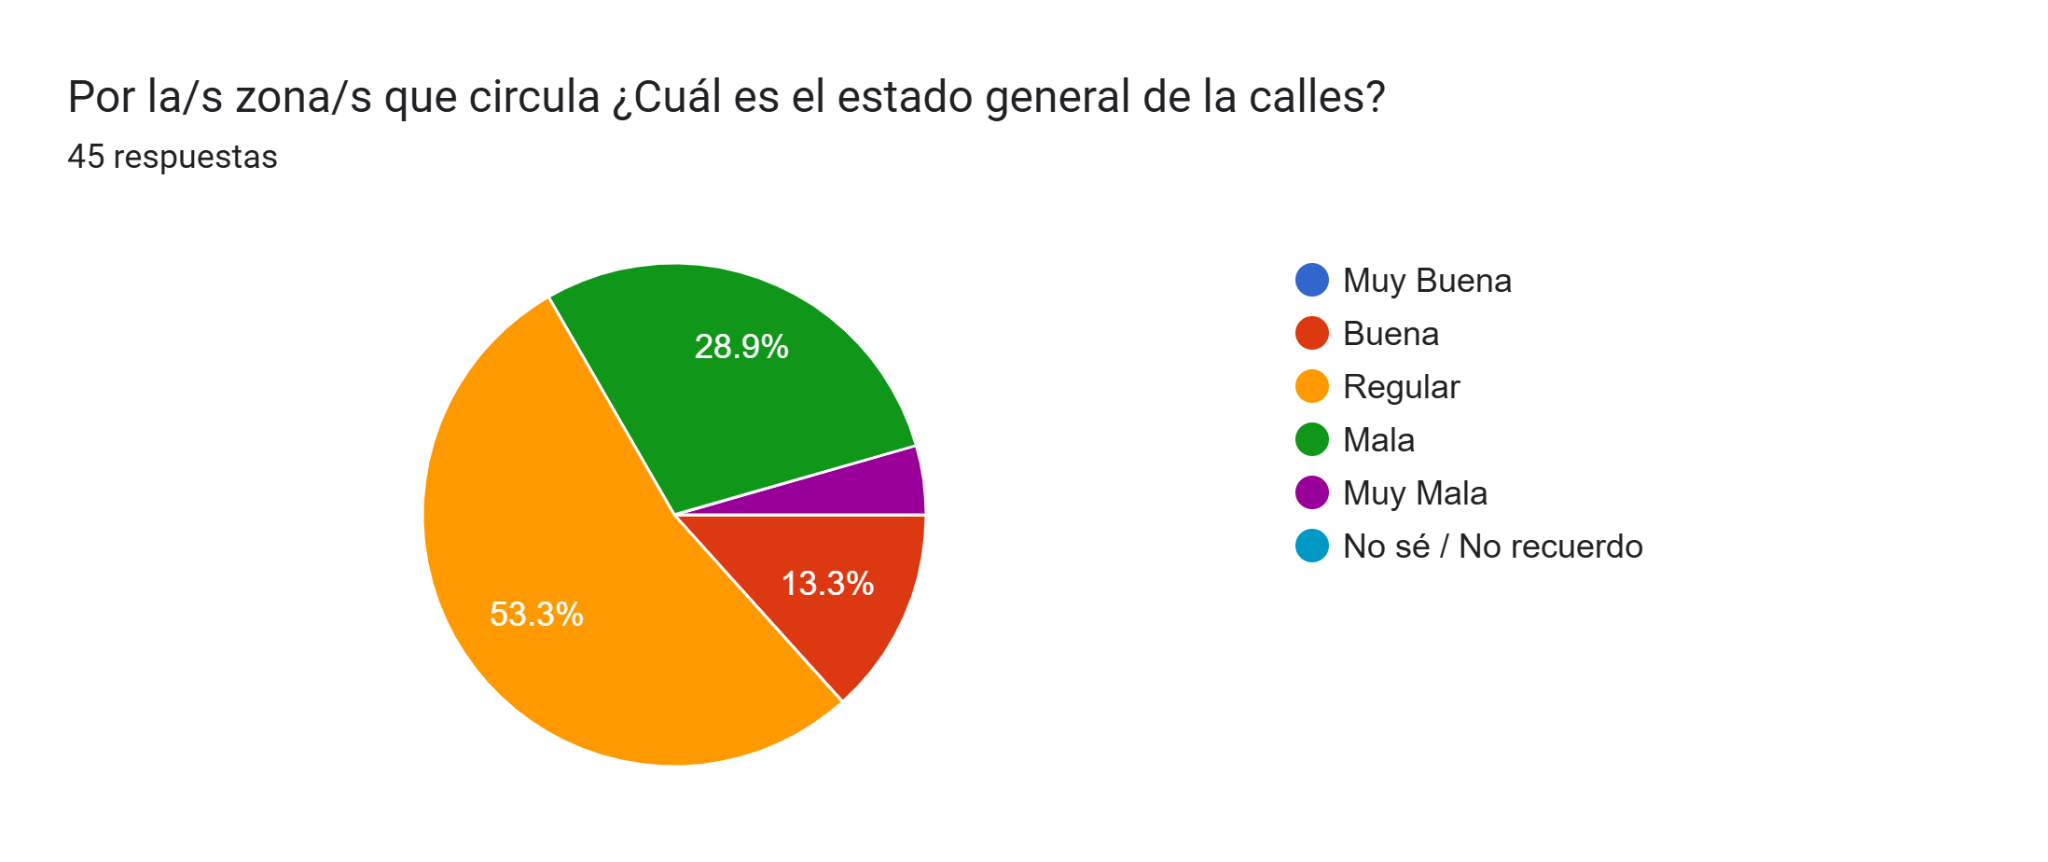 Por la/s zona/s que circula ¿Cuál es el estado general de la calles?
45 respuestas
28.9%
13.3%
53.3%
Muy Buena
Buena
Regular
Mala
Muy Mala
No sé / No recuerdo